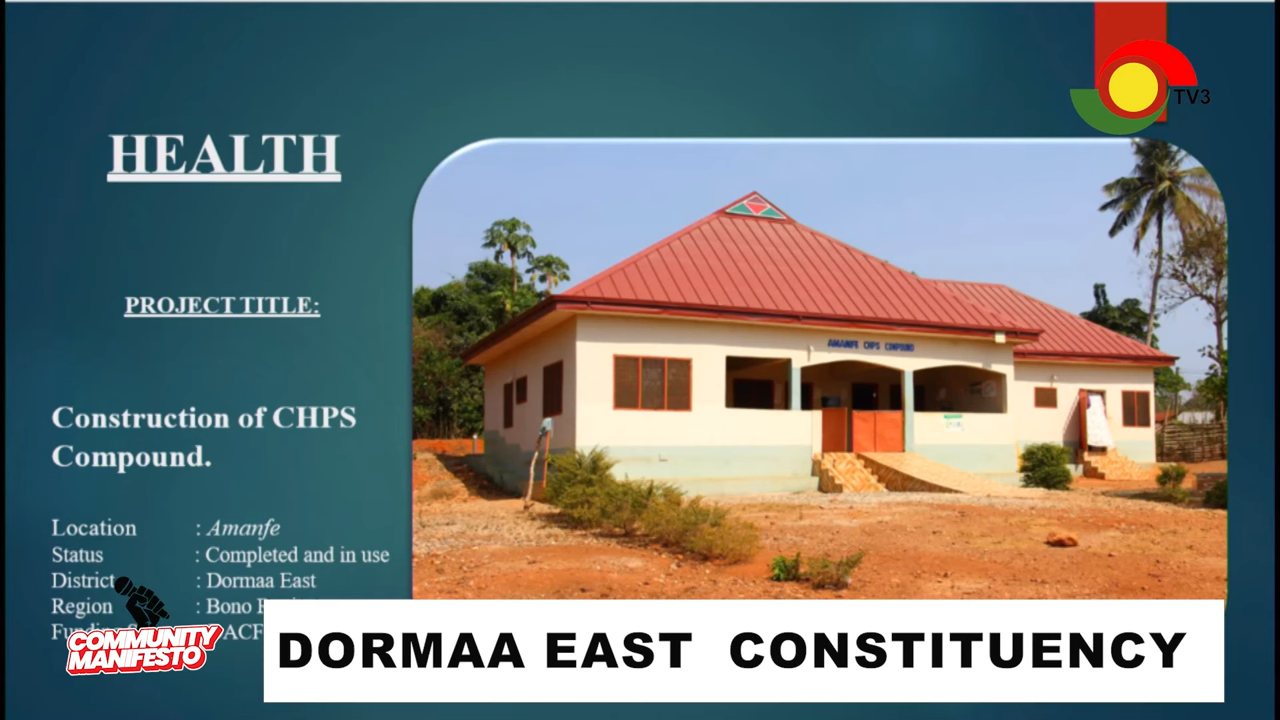 TV3
HEALTH
PROJECT TITLE:
Construction of CHPS
Compound.
Location : Amanfe
Status : Completed and in use
District : Dormaa East
Region : Bono
AMANFE CHPS COMPOUND
COMMUNITY
MANIFESTO
DORMAA EAST CONSTITUENCY